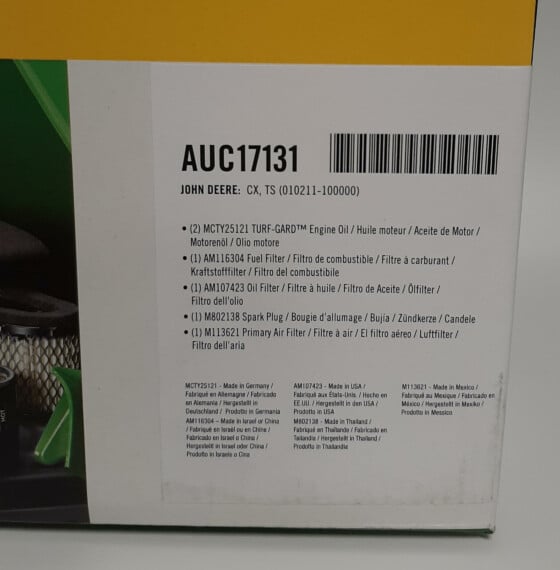 AUC17131
JOHN DEERE: CX, TS (010211-100000)
• (2) MCTY25121 TURF-GARD™ Engine Oil / Huile moteur / Aceite de Motor /
Motorenöl / Olio motore
• (1) AM116304 Fuel Filter / Filtro de combustible / Filtre à carburant /
Kraftstofffilter / Filtro del combustibile
• (1) AM107423 Oil Filter / Filtre à huile / Filtro de Aceite / Ölfilter /
Filtro dell'olio
• (1) M802138 Spark Plug / Bougie d'allumage / Bujía / Zündkerze / Candele
• (1) M113621 Primary Air Filter / Filtre à air / El filtro aéreo / Luftfilter /
Filtro dell'aria
MCTY25121 - Made in Germany /
Fabriqué en Allemagne / Fabricado
en Alemania / Hergestellt in
Deutschland / Prodotto in Germania
AM116304 - Made in Israel or China
/ Fabriqué en Israël ou en Chine /
Fabricado en Israel o China /
Hergestellt in Israel oder China /
Prodotto in Israele o Cina
AM107423 - Made in USA /
Fabriqué aux États-Unis. / Hecho en
EE.UU. / Hergestellt in den USA /
Prodotto in USA
M802138 - Made in Thailand /
Fabriqué en Thaïlande / Fabricado en
Tailandia / Hergestellt in Thailand /
Prodotto in Thailandia
M113621 - Made in Mexico /
Fabriqué au Mexique / Fabricado en
México / Hergestellt in Mexiko /
Prodotto in Messico